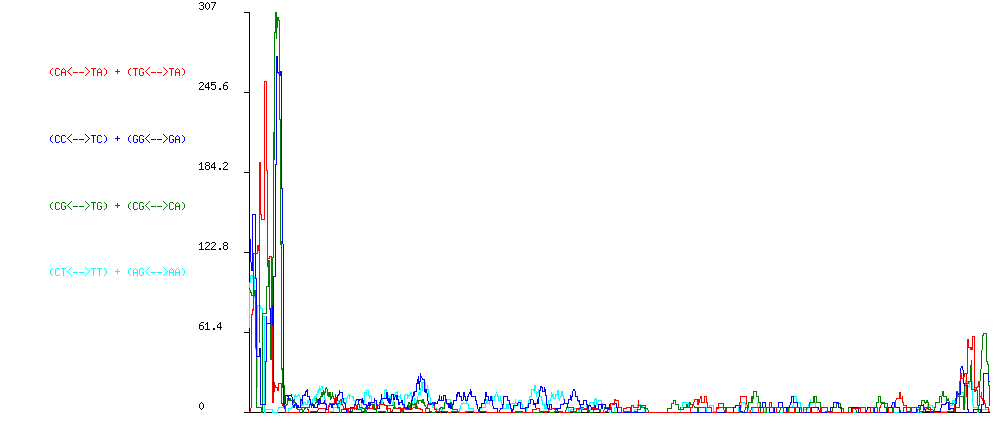 307
(CA<-->TA) + (TG<-->TA)
245.6
(CC<-->TC) + (GG<-->GA)
184.2
(CG<-->TG) + (CG<-->CA)
122.8
(CT<-->TT) + (AG<-->AA)
61.4
0